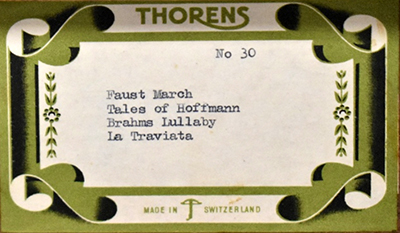 THORENS
No 30
Faust March
Tales of Hoffmann
Brahms Lullaby
La Traviata
MADE IN SWITZERLAND